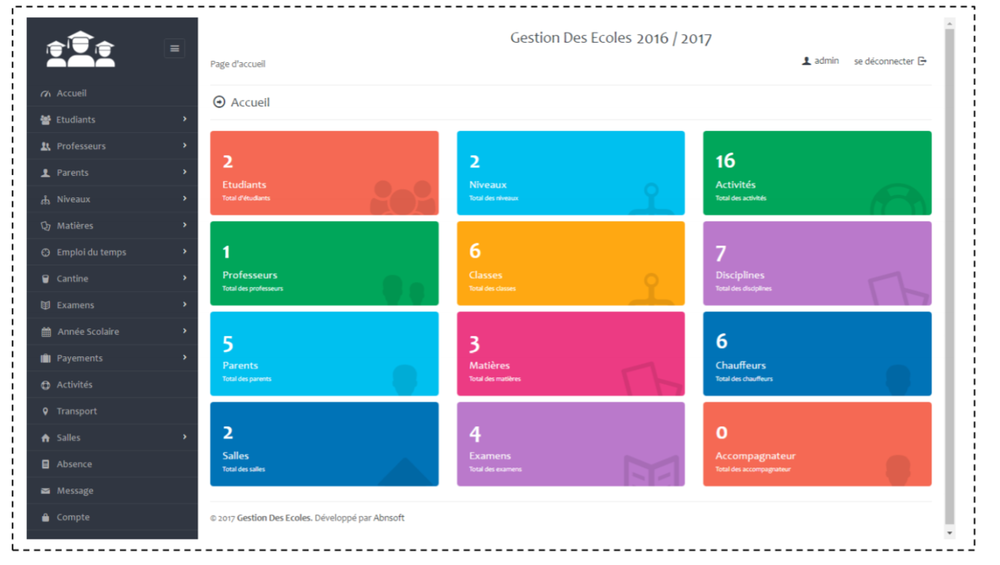 Gestion Des Ecoles 2016 / 2017
Page d'accueil
admin
se déconnecter
Accueil
Etudiants
Professeurs
Parents
Niveaux
Matières
Emploi du temps
Cantine
Examens
Année Scolaire
Payements
Activités
Transport
Salles
Absence
Message
Compte
Accueil
2
Etudiants
Total d'étudiants
2
Niveaux
Total des niveaux
16
Activités
Total des activités
1
Professeurs
Total des professeurs
6
Classes
Total des classes
7
Disciplines
Total des disciplines
5
Parents
Total des parents
3
Matières
Total des matières
6
Chauffeurs
Total des chauffeurs
2
Salles
Total des salles
4
Examens
Total des examens
0
Accompagnateur
Total des accompagnateur
© 2017 Gestion Des Ecoles. Développé par Abnsoft